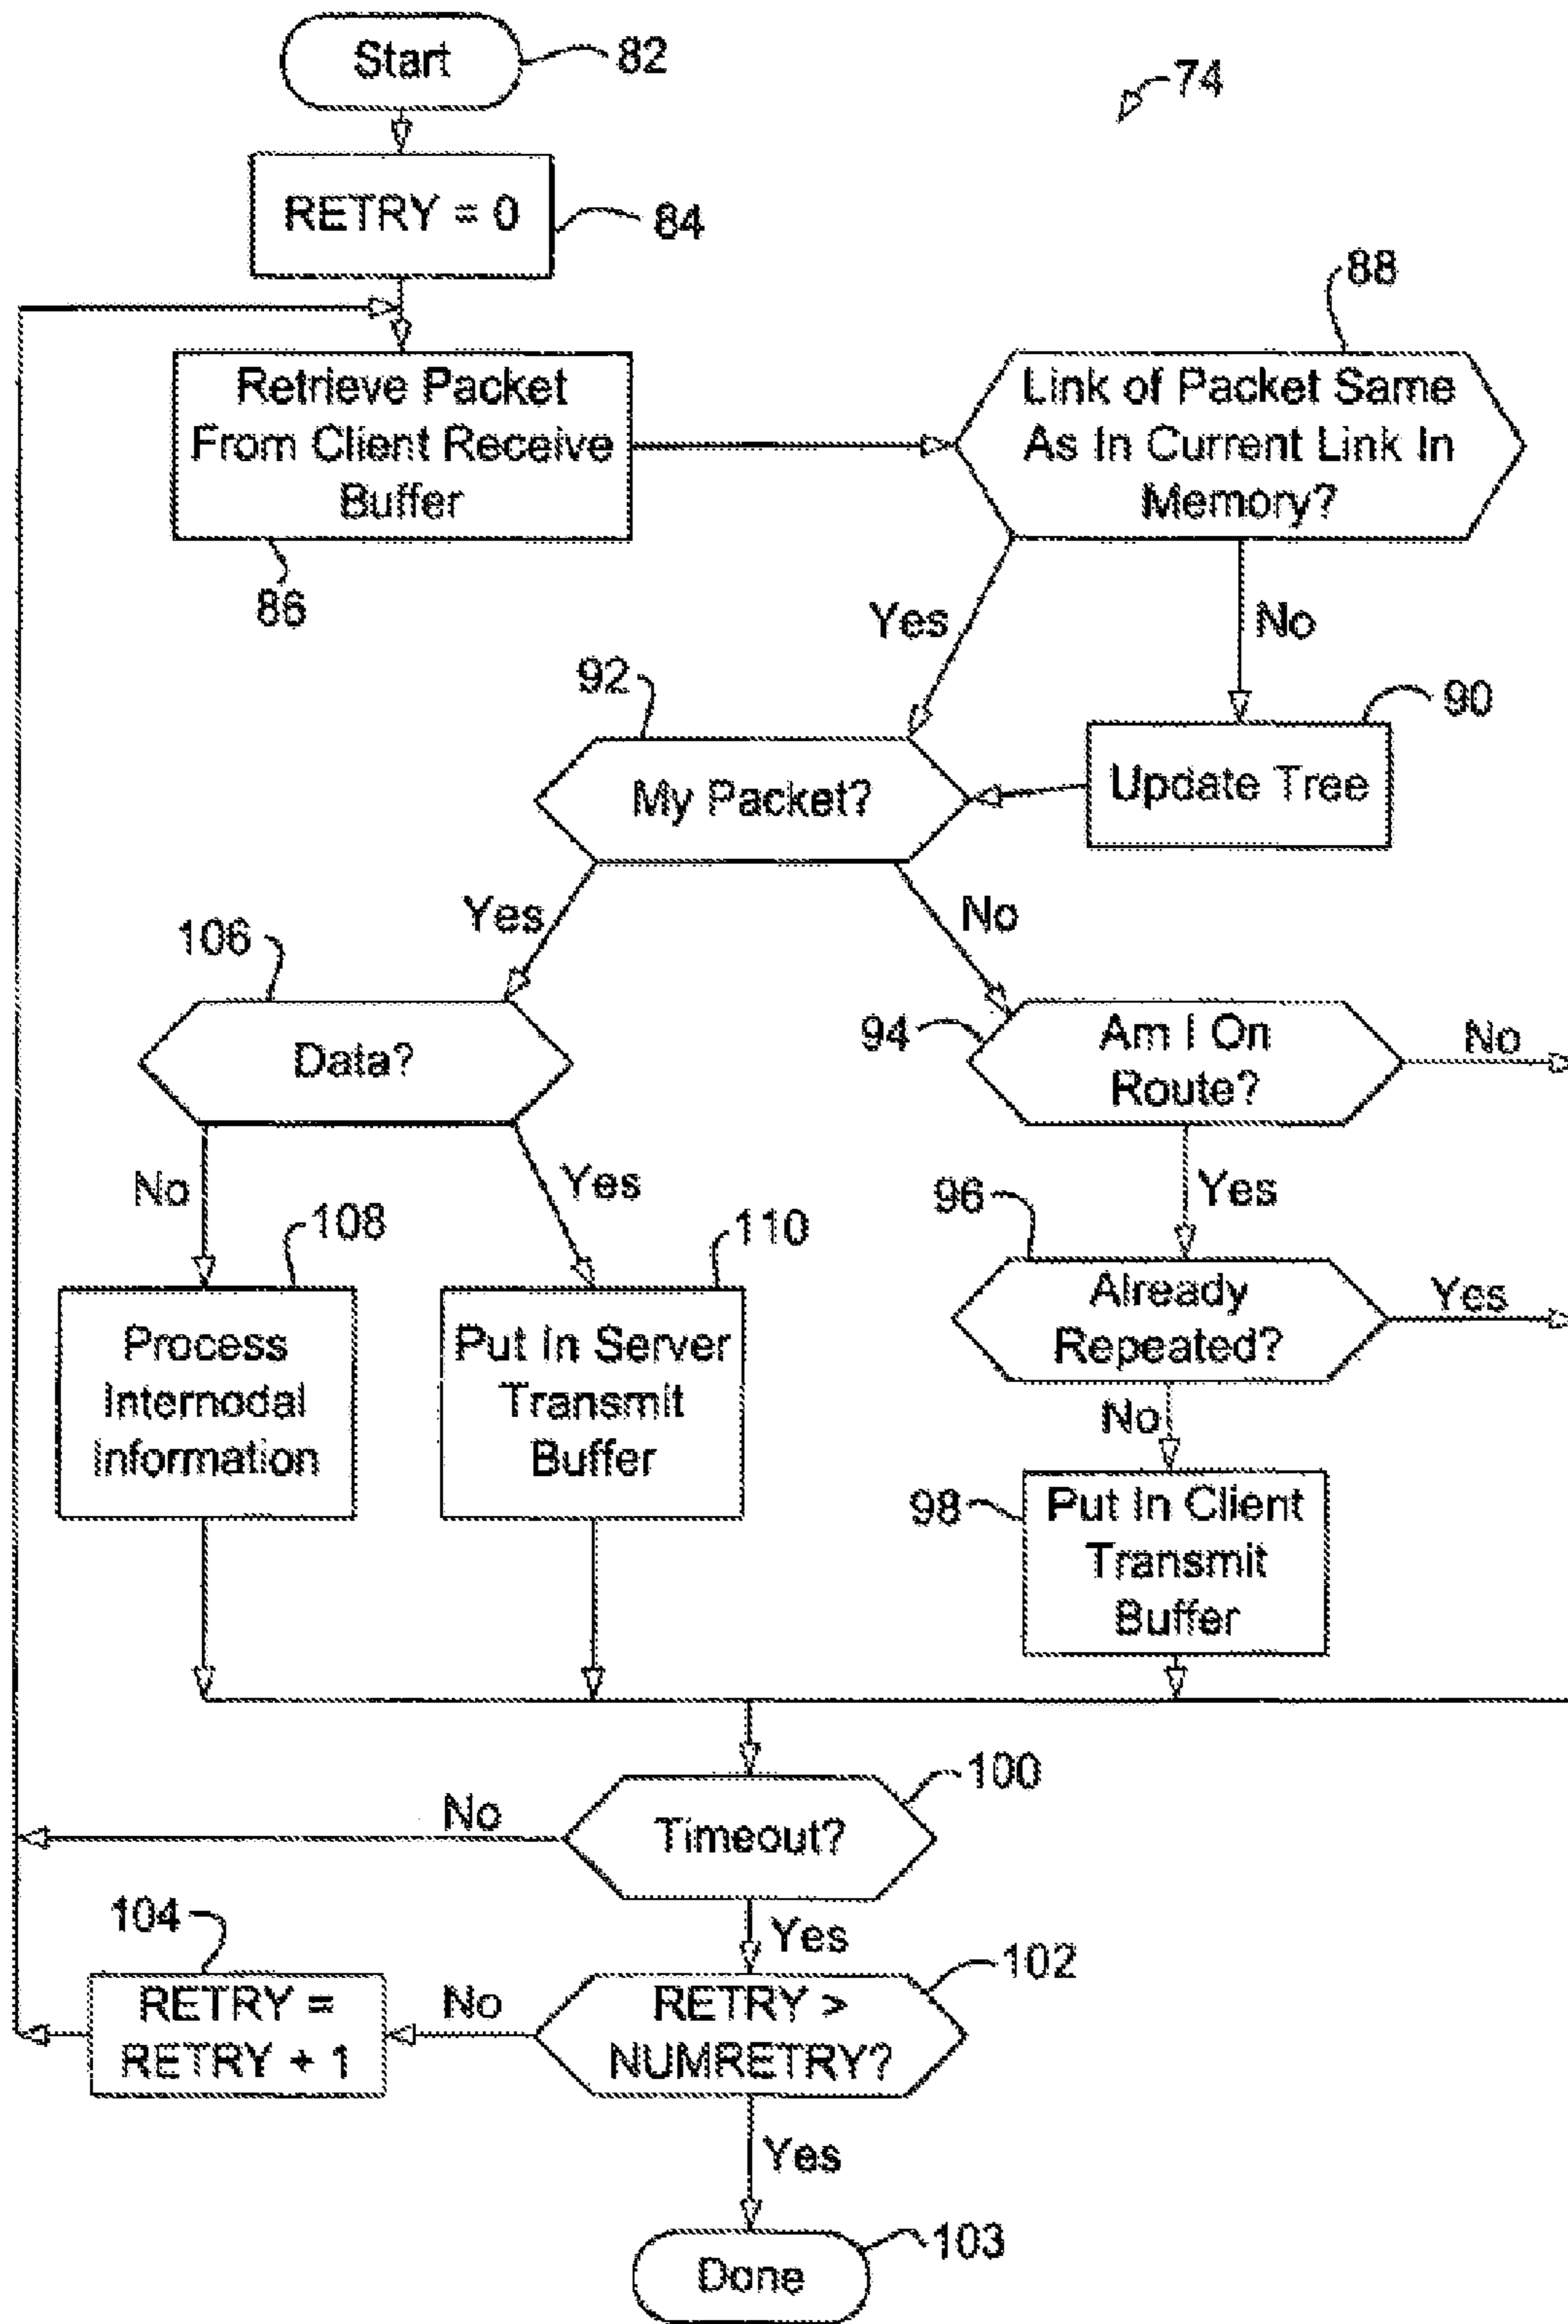 Start
82
74
RETRY = 0
84
88
Retrieve Packet
From Client Receive
Buffer
86
Link of Packet Same
As In Current Link In
Memory?
Yes
No
92
90
My Packet?
Update Tree
Yes
No
106
Data?
94
Am I On
Route?
No
No
Yes
Yes
108
110
96
Already
Repeated?
Yes
Process
Internodal
Information
Put In Server
Transmit
Buffer
No
98
Put In Client
Transmit
Buffer
100
No
Timeout?
Yes
104
102
RETRY =
RETRY + 1
No
RETRY >
NUMRETRY?
Yes
103
Done